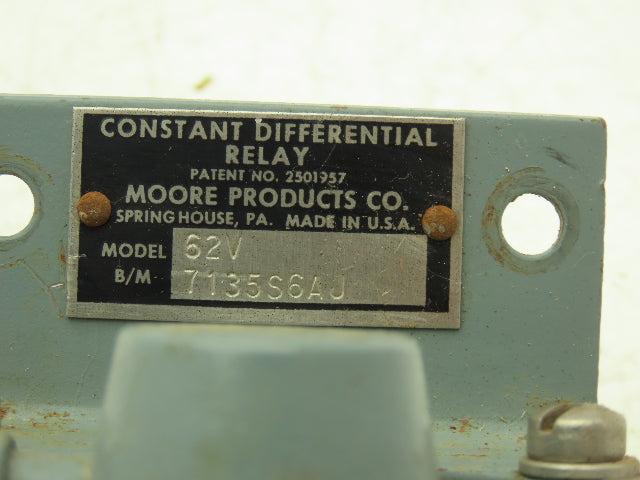 CONSTANT DIFFERENTIAL
RELAY
PATENT NO. 2501957
MOORE PRODUCTS CO.
SPRING HOUSE, PA. MADE IN U.S.A.
MODEL 62V
B/M 7135S6AJ